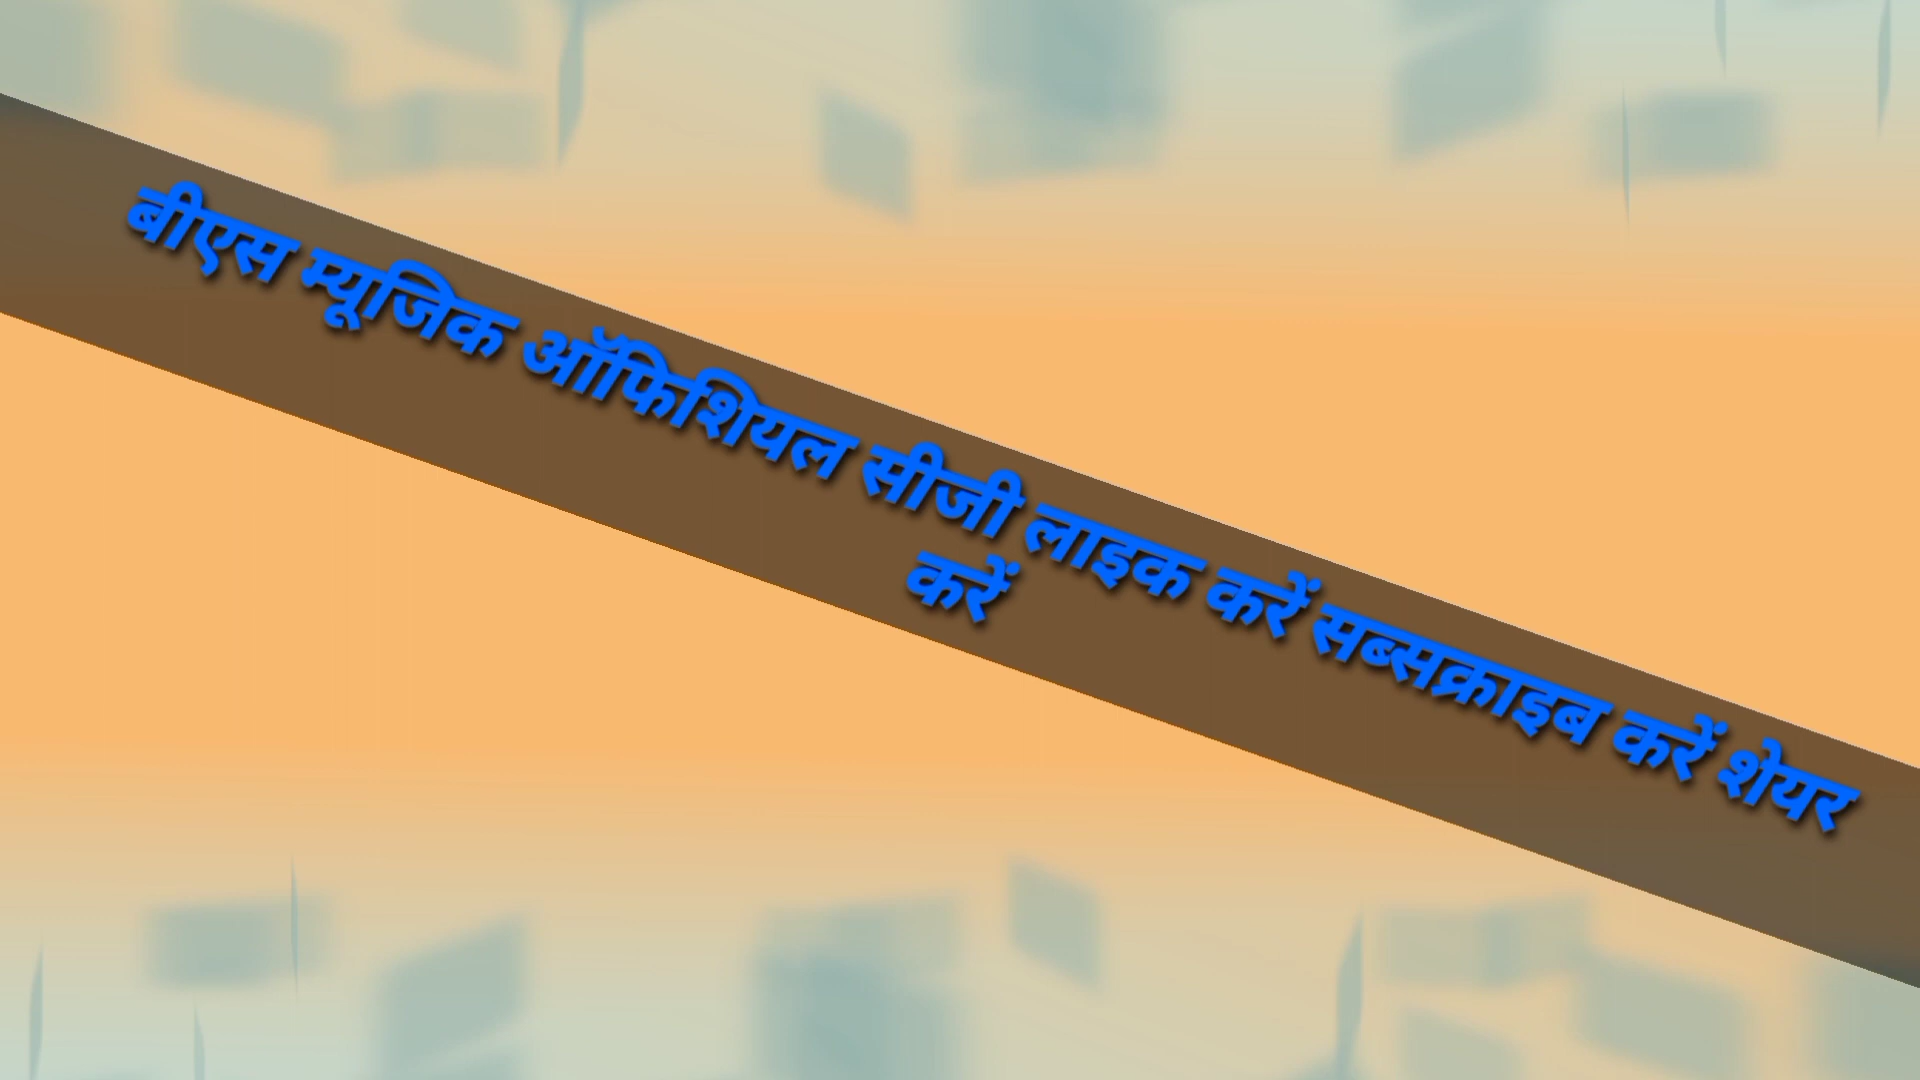 बीएस म्यूजिक ऑफिशियल सीजी लाइक करें सब्सक्राइब करें शेयर
करें